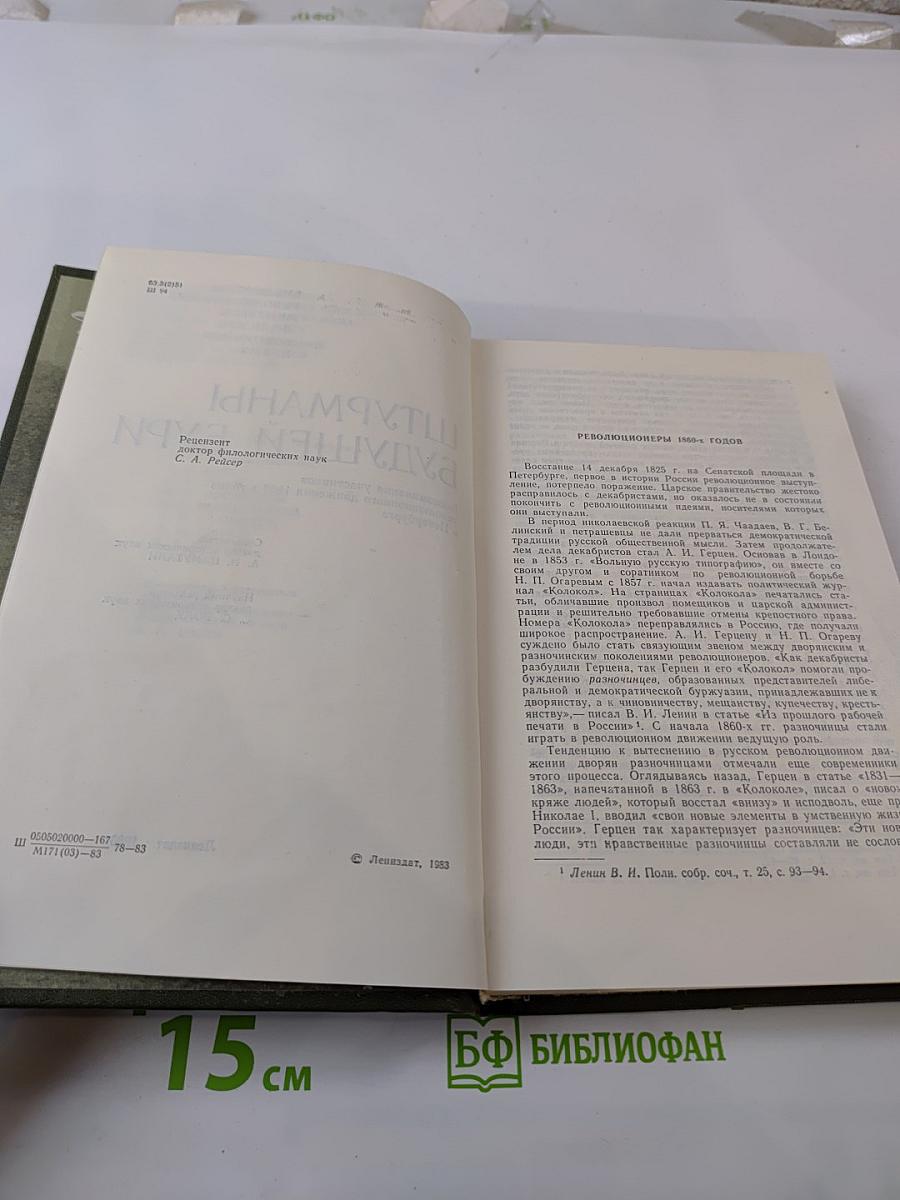 63.3(2)51
Ш 94
ШТУРМАНЫ
БУДУЩЕЙ БУРИ
Рецензент
доктор филологических наук
С. А. Рейсер
Ш 0505020000—167
М171(03)—83
78—83
© Лениздат, 1983
РЕВОЛЮЦИОНЕРЫ 1860-х ГОДОВ
Восстание 14 декабря 1825 г. на Сенатской площади в
Петербурге, первое в истории России революционное выступ-
ление, потерпело поражение. Царское правительство жестоко
расправилось с декабристами, но оказалось не в состоянии
покончить с революционными идеями, носителями которых
они выступали.
В период николаевской реакции П. Я. Чаадаев, В. Г. Бе-
линский и петрашевцы не дали прерваться демократической
традиции русской общественной мысли. Затем продолжате-
лем дела декабристов стал А. И. Герцен. Основав в Лондо-
не в 1853 г. «Вольную русскую типографию», он вместе со
своим другом и соратником по революционной борьбе
Н. П. Огаревым с 1857 г. начал издавать политический жур-
нал «Колокол». На страницах «Колокола» печатались ста-
тьи, обличавшие произвол помещиков и царской админист-
рации и решительно требовавшие отмены крепостного права.
Номера «Колокола» переправлялись в Россию, где получали
широкое распространение. А. И. Герцену и Н. П. Огареву
суждено было стать связующим звеном между дворянским и
разночинским поколениями революционеров. «Как декабристы
разбудили Герцена, так Герцен и его «Колокол» помогли про-
буждению разночинцев, образованных представителей либе-
ральной и демократической буржуазии, принадлежавших не к
дворянству, а к чиновничеству, мещанству, купечеству, кресть-
янству»,— писал В. И. Ленин в статье «Из прошлого рабочей
печати в России»¹. С начала 1860-х гг. разночинцы стали
играть в революционном движении ведущую роль.
Тенденцию к вытеснению в русском революционном дви-
жении дворян разночинцами отмечали еще современники
этого процесса. Оглядываясь назад, Герцен в статье «1831—
1863», напечатанной в 1863 г. в «Колоколе», писал о «ново
кряже людей», который восстал «внизу» и исподволь, еще пр
Николае I, вводил «свои новые элементы в умственную жиз
России». Герцен так характеризует разночинцев: «Эти нов
люди, эти нравственные разночинцы составляли не сослов
¹ Ленин В. И. Полн. собр. соч., т. 25, с. 93—94.
15 см
БФ БИБЛИОФАН